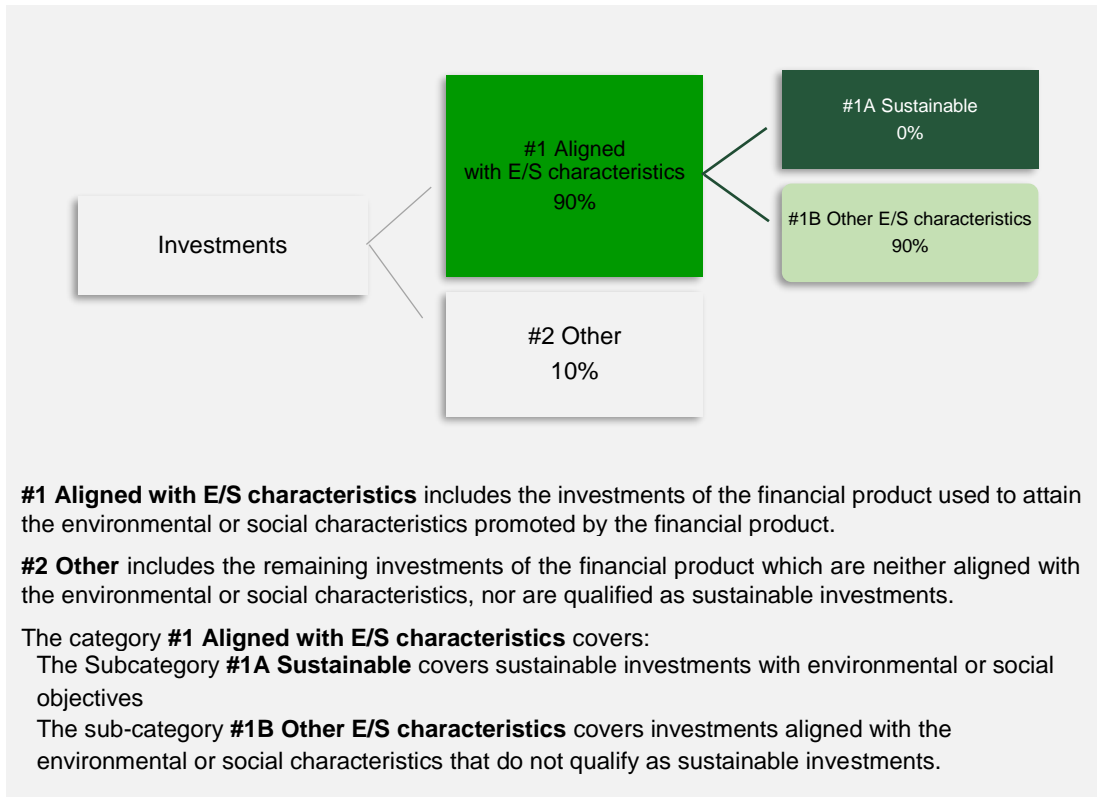 #1A Sustainable
0%
#1 Aligned
with E/S characteristics
90%
#1B Other E/S characteristics
90%
Investments
#2 Other
10%
#1 Aligned with E/S characteristics includes the investments of the financial product used to attain
the environmental or social characteristics promoted by the financial product.
#2 Other includes the remaining investments of the financial product which are neither aligned with
the environmental or social characteristics, nor are qualified as sustainable investments.
The category #1 Aligned with E/S characteristics covers:
The Subcategory #1A Sustainable covers sustainable investments with environmental or social
objectives
The sub-category #1B Other E/S characteristics covers investments aligned with the
environmental or social characteristics that do not qualify as sustainable investments.